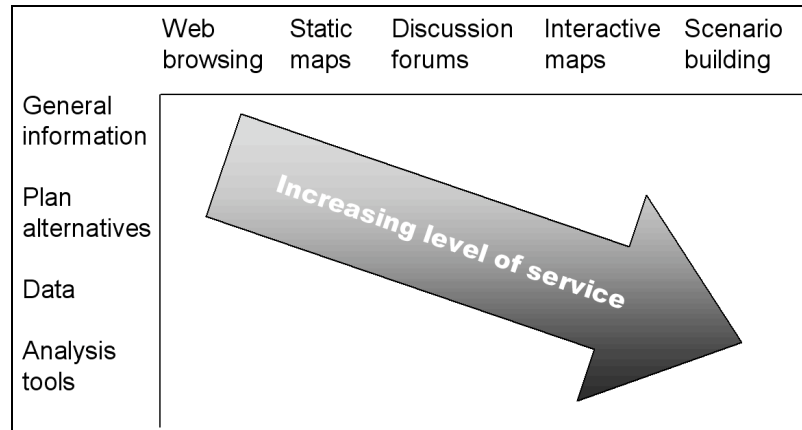 Web browsing
Static maps
Discussion forums
Interactive maps
Scenario building
General
information
Plan
alternatives
Data
Analysis
tools
Increasing level of service